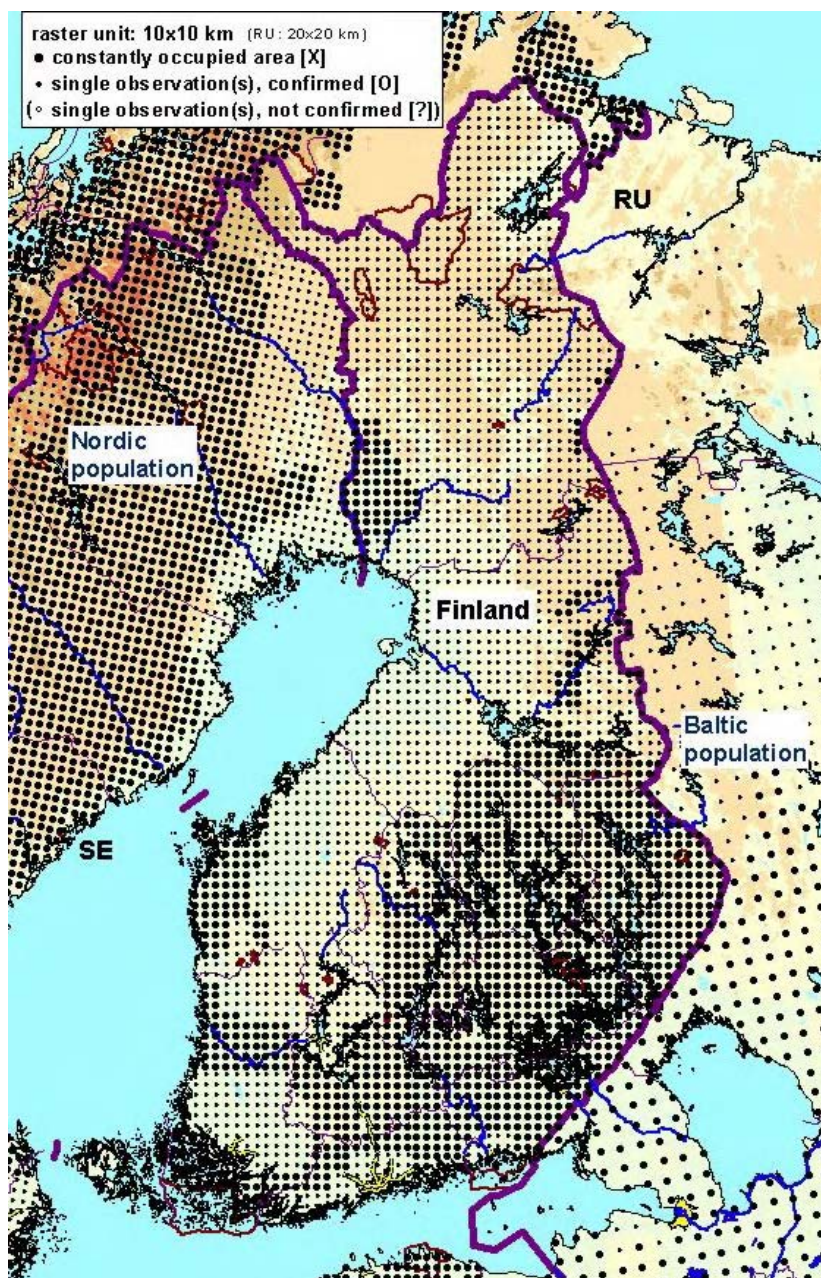 raster unit: 10x10 km (RU: 20x20 km)
● constantly occupied area [X]
• single observation(s), confirmed [O]
(◦ single observation(s), not confirmed [?])
RU
Nordic
population
Finland
Baltic
population
SE